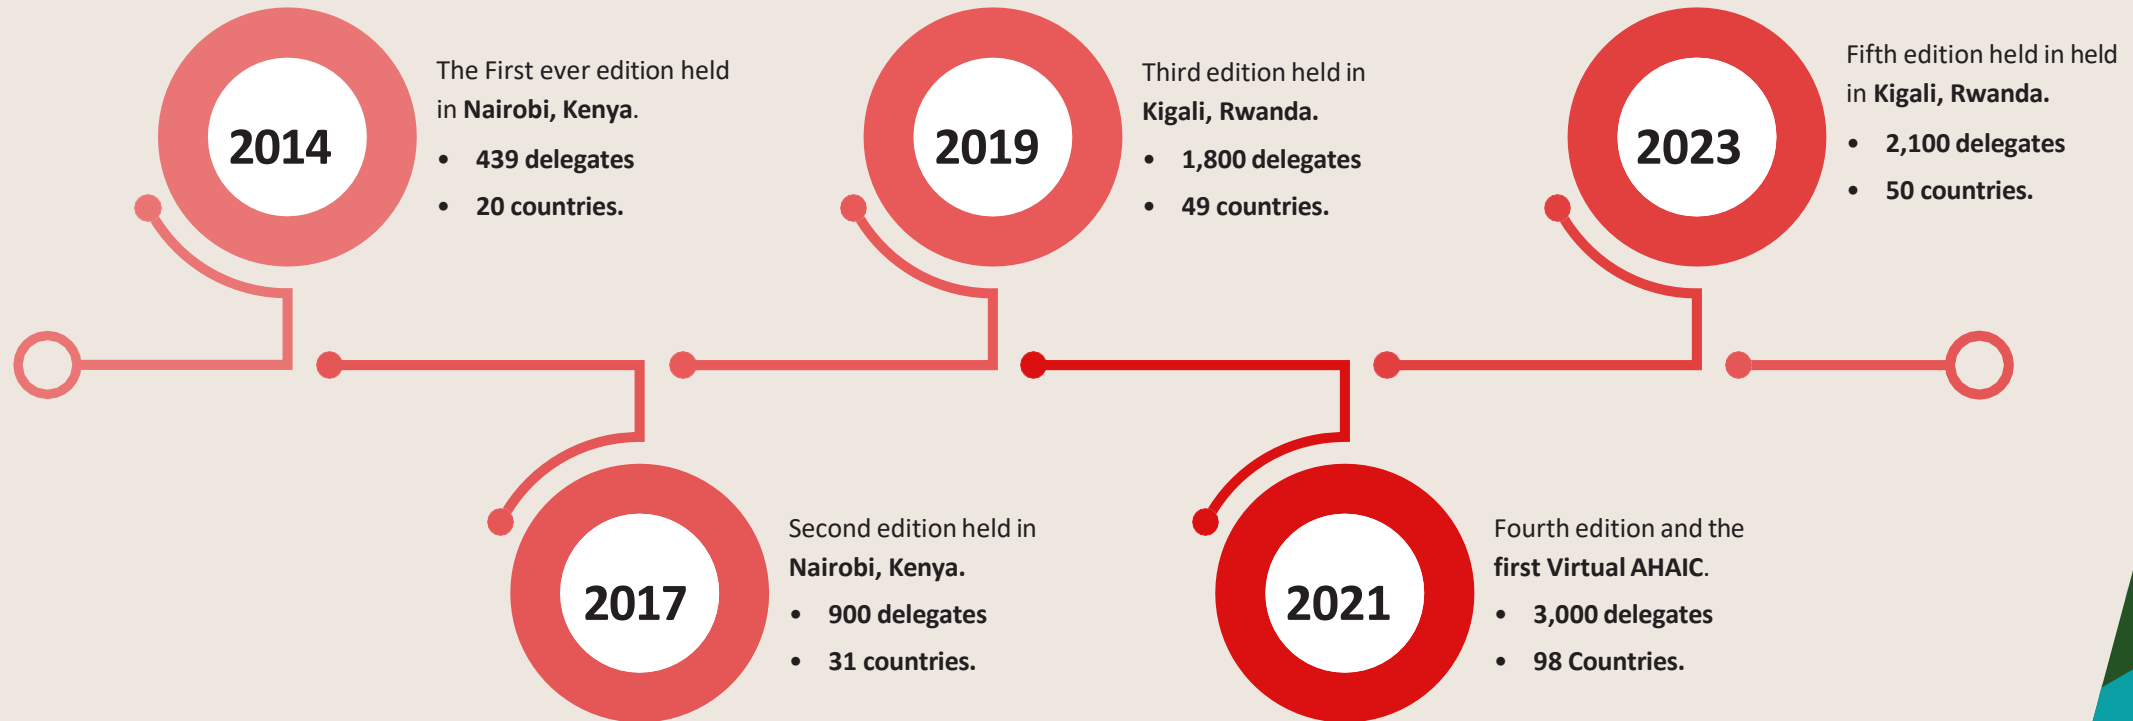 2014
The First ever edition held
in Nairobi, Kenya.
• 439 delegates
• 20 countries.
2017
Second edition held in
Nairobi, Kenya.
• 900 delegates
• 31 countries.
2019
Third edition held in
Kigali, Rwanda.
• 1,800 delegates
• 49 countries.
2021
Fourth edition and the
first Virtual AHAIC.
• 3,000 delegates
• 98 Countries.
2023
Fifth edition held in held
in Kigali, Rwanda.
• 2,100 delegates
• 50 countries.